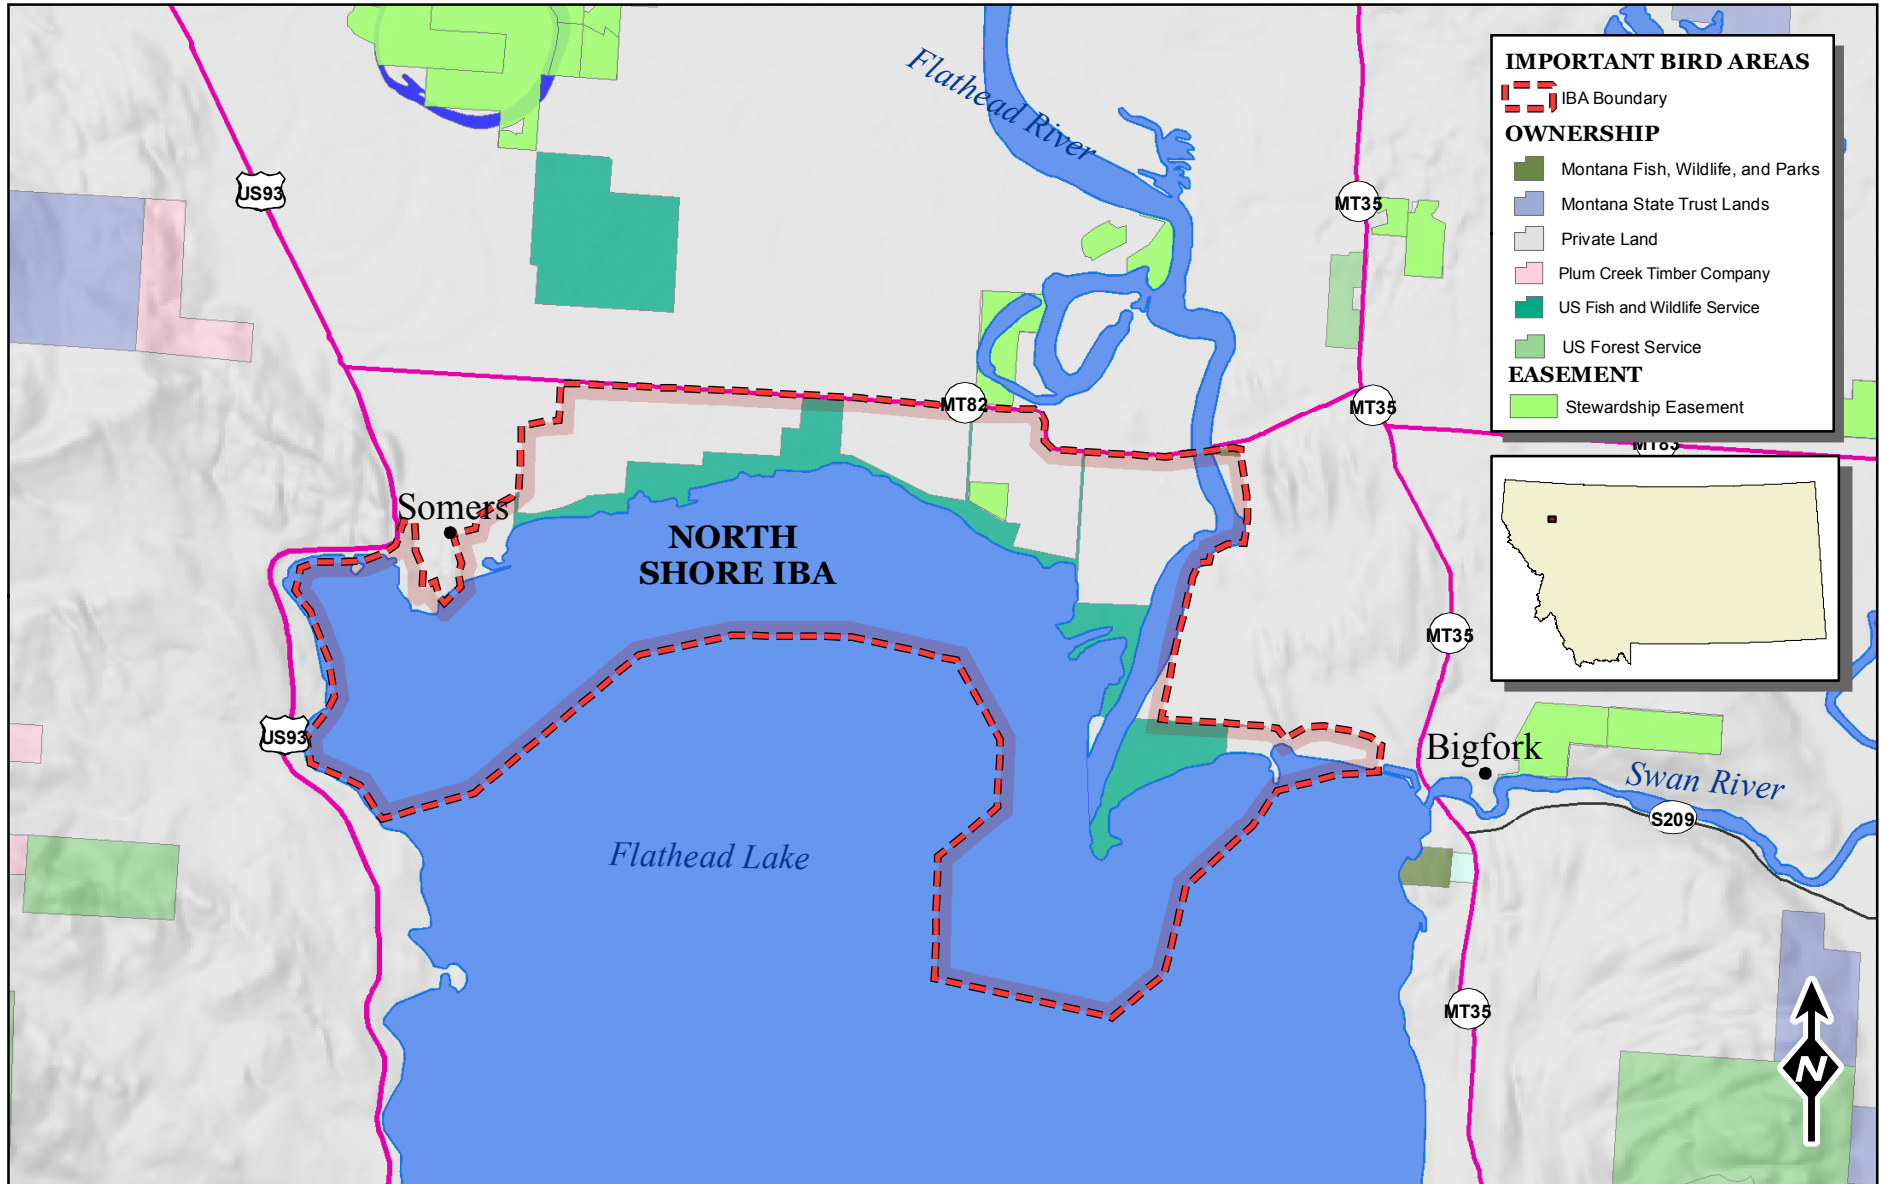 Flathead River
IMPORTANT BIRD AREAS
IBA Boundary
OWNERSHIP
Montana Fish, Wildlife, and Parks
Montana State Trust Lands
Private Land
Plum Creek Timber Company
US Fish and Wildlife Service
US Forest Service
EASEMENT
Stewardship Easement
US93
MT35
MT82
MT35
MT83
Somers
NORTH
SHORE IBA
MT35
US93
Bigfork
Swan River
S209
Flathead Lake
MT35
N